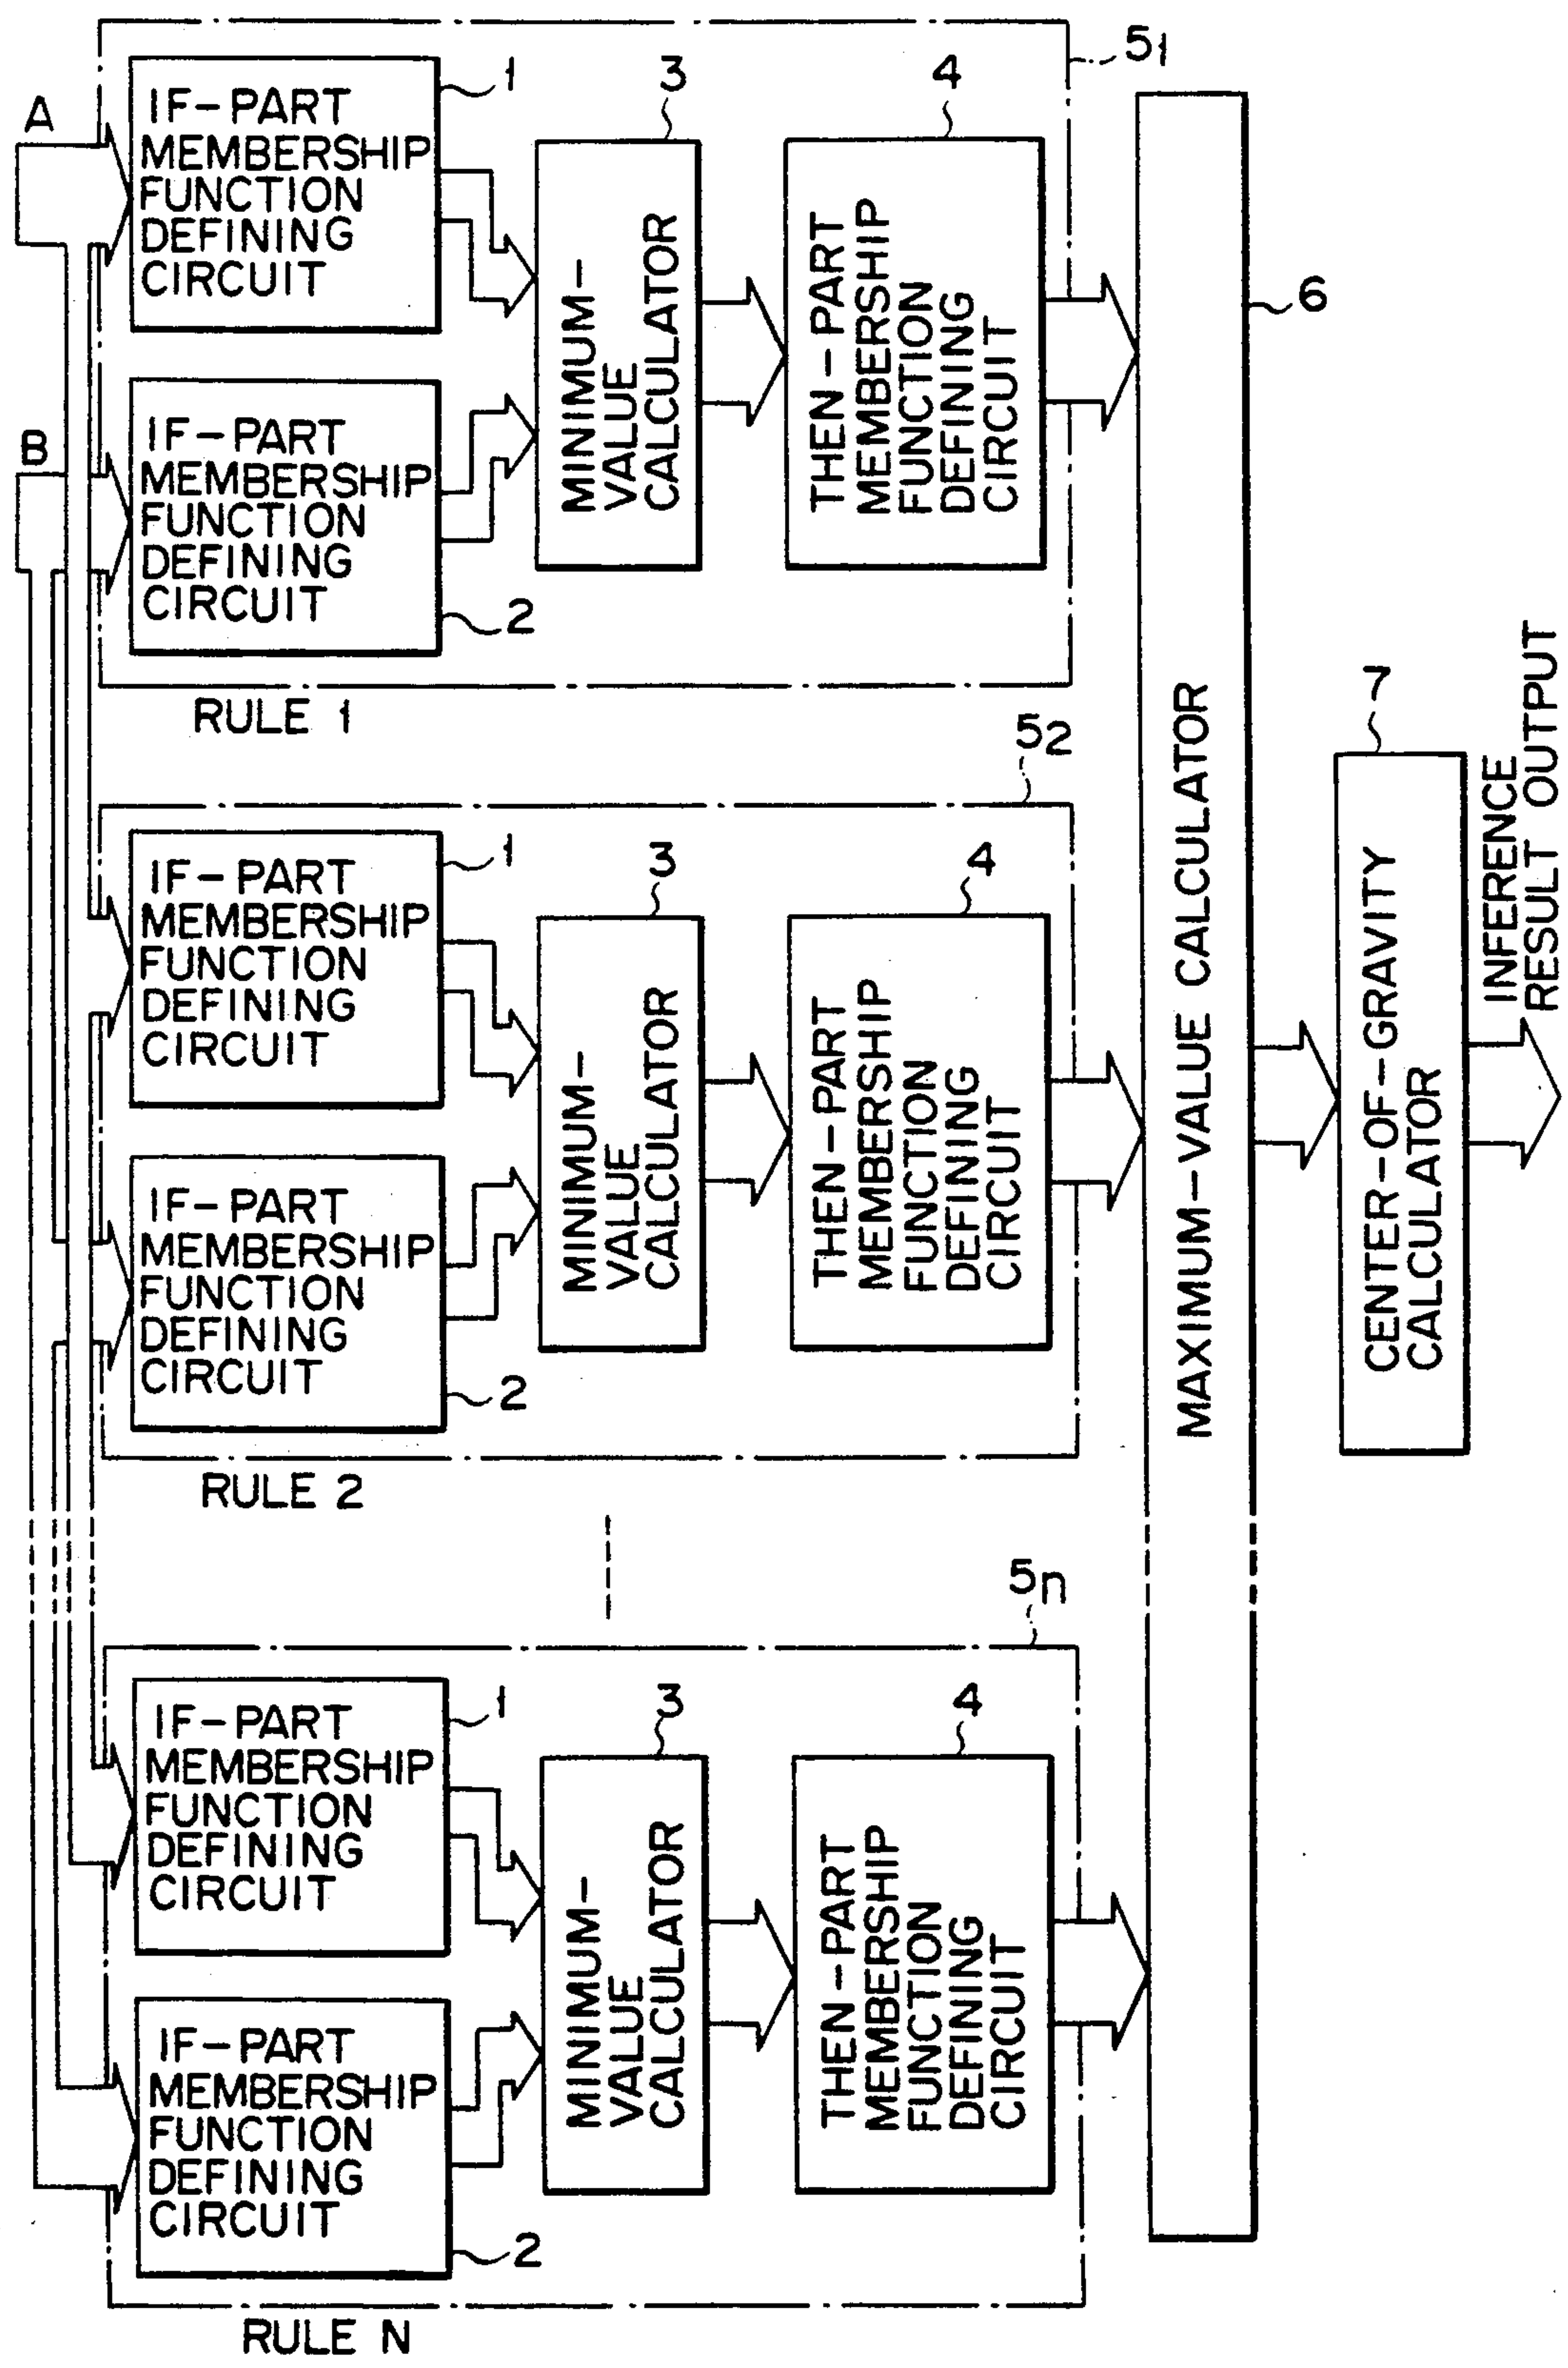 A
B
5₁
IF-PART
MEMBERSHIP
FUNCTION
DEFINING
CIRCUIT
1
IF-PART
MEMBERSHIP
FUNCTION
DEFINING
CIRCUIT
2
3
MINIMUM-
VALUE
CALCULATOR
4
THEN-PART
MEMBERSHIP
FUNCTION
DEFINING
CIRCUIT
RULE 1
5₂
IF-PART
MEMBERSHIP
FUNCTION
DEFINING
CIRCUIT
1
IF-PART
MEMBERSHIP
FUNCTION
DEFINING
CIRCUIT
2
3
MINIMUM-
VALUE
CALCULATOR
4
THEN-PART
MEMBERSHIP
FUNCTION
DEFINING
CIRCUIT
RULE 2
5n
IF-PART
MEMBERSHIP
FUNCTION
DEFINING
CIRCUIT
1
IF-PART
MEMBERSHIP
FUNCTION
DEFINING
CIRCUIT
2
3
MINIMUM-
VALUE
CALCULATOR
4
THEN-PART
MEMBERSHIP
FUNCTION
DEFINING
CIRCUIT
RULE N
6
MAXIMUM-VALUE CALCULATOR
7
CENTER-OF-GRAVITY
CALCULATOR
INFERENCE
RESULT OUTPUT